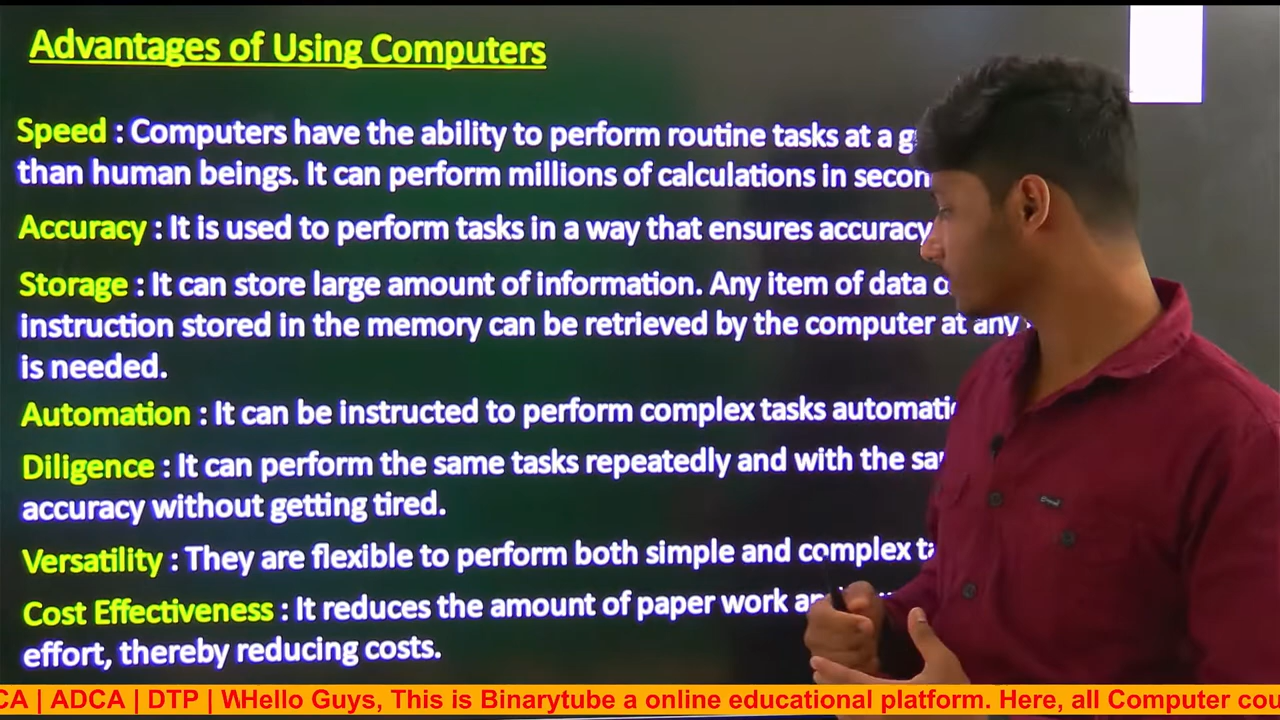 Advantages of Using Computers
Speed : Computers have the ability to perform routine tasks at a
than human beings. It can perform millions of calculations in
Accuracy : It is used to perform tasks in a way that ensures accuracy
Storage : It can store large amount of information. Any item of data
instruction stored in the memory can be retrieved by the computer at any
is needed.
Automation : It can be instructed to perform complex tasks
Diligence : It can perform the same tasks repeatedly and with the
accuracy without getting tired.
Versatility : They are flexible to perform both simple and complex
Cost Effectiveness : It reduces the amount of paper work
effort, thereby reducing costs.
CA | ADCA | DTP | WHello Guys, This is Binarytube a online educational platform. Here, all Computer